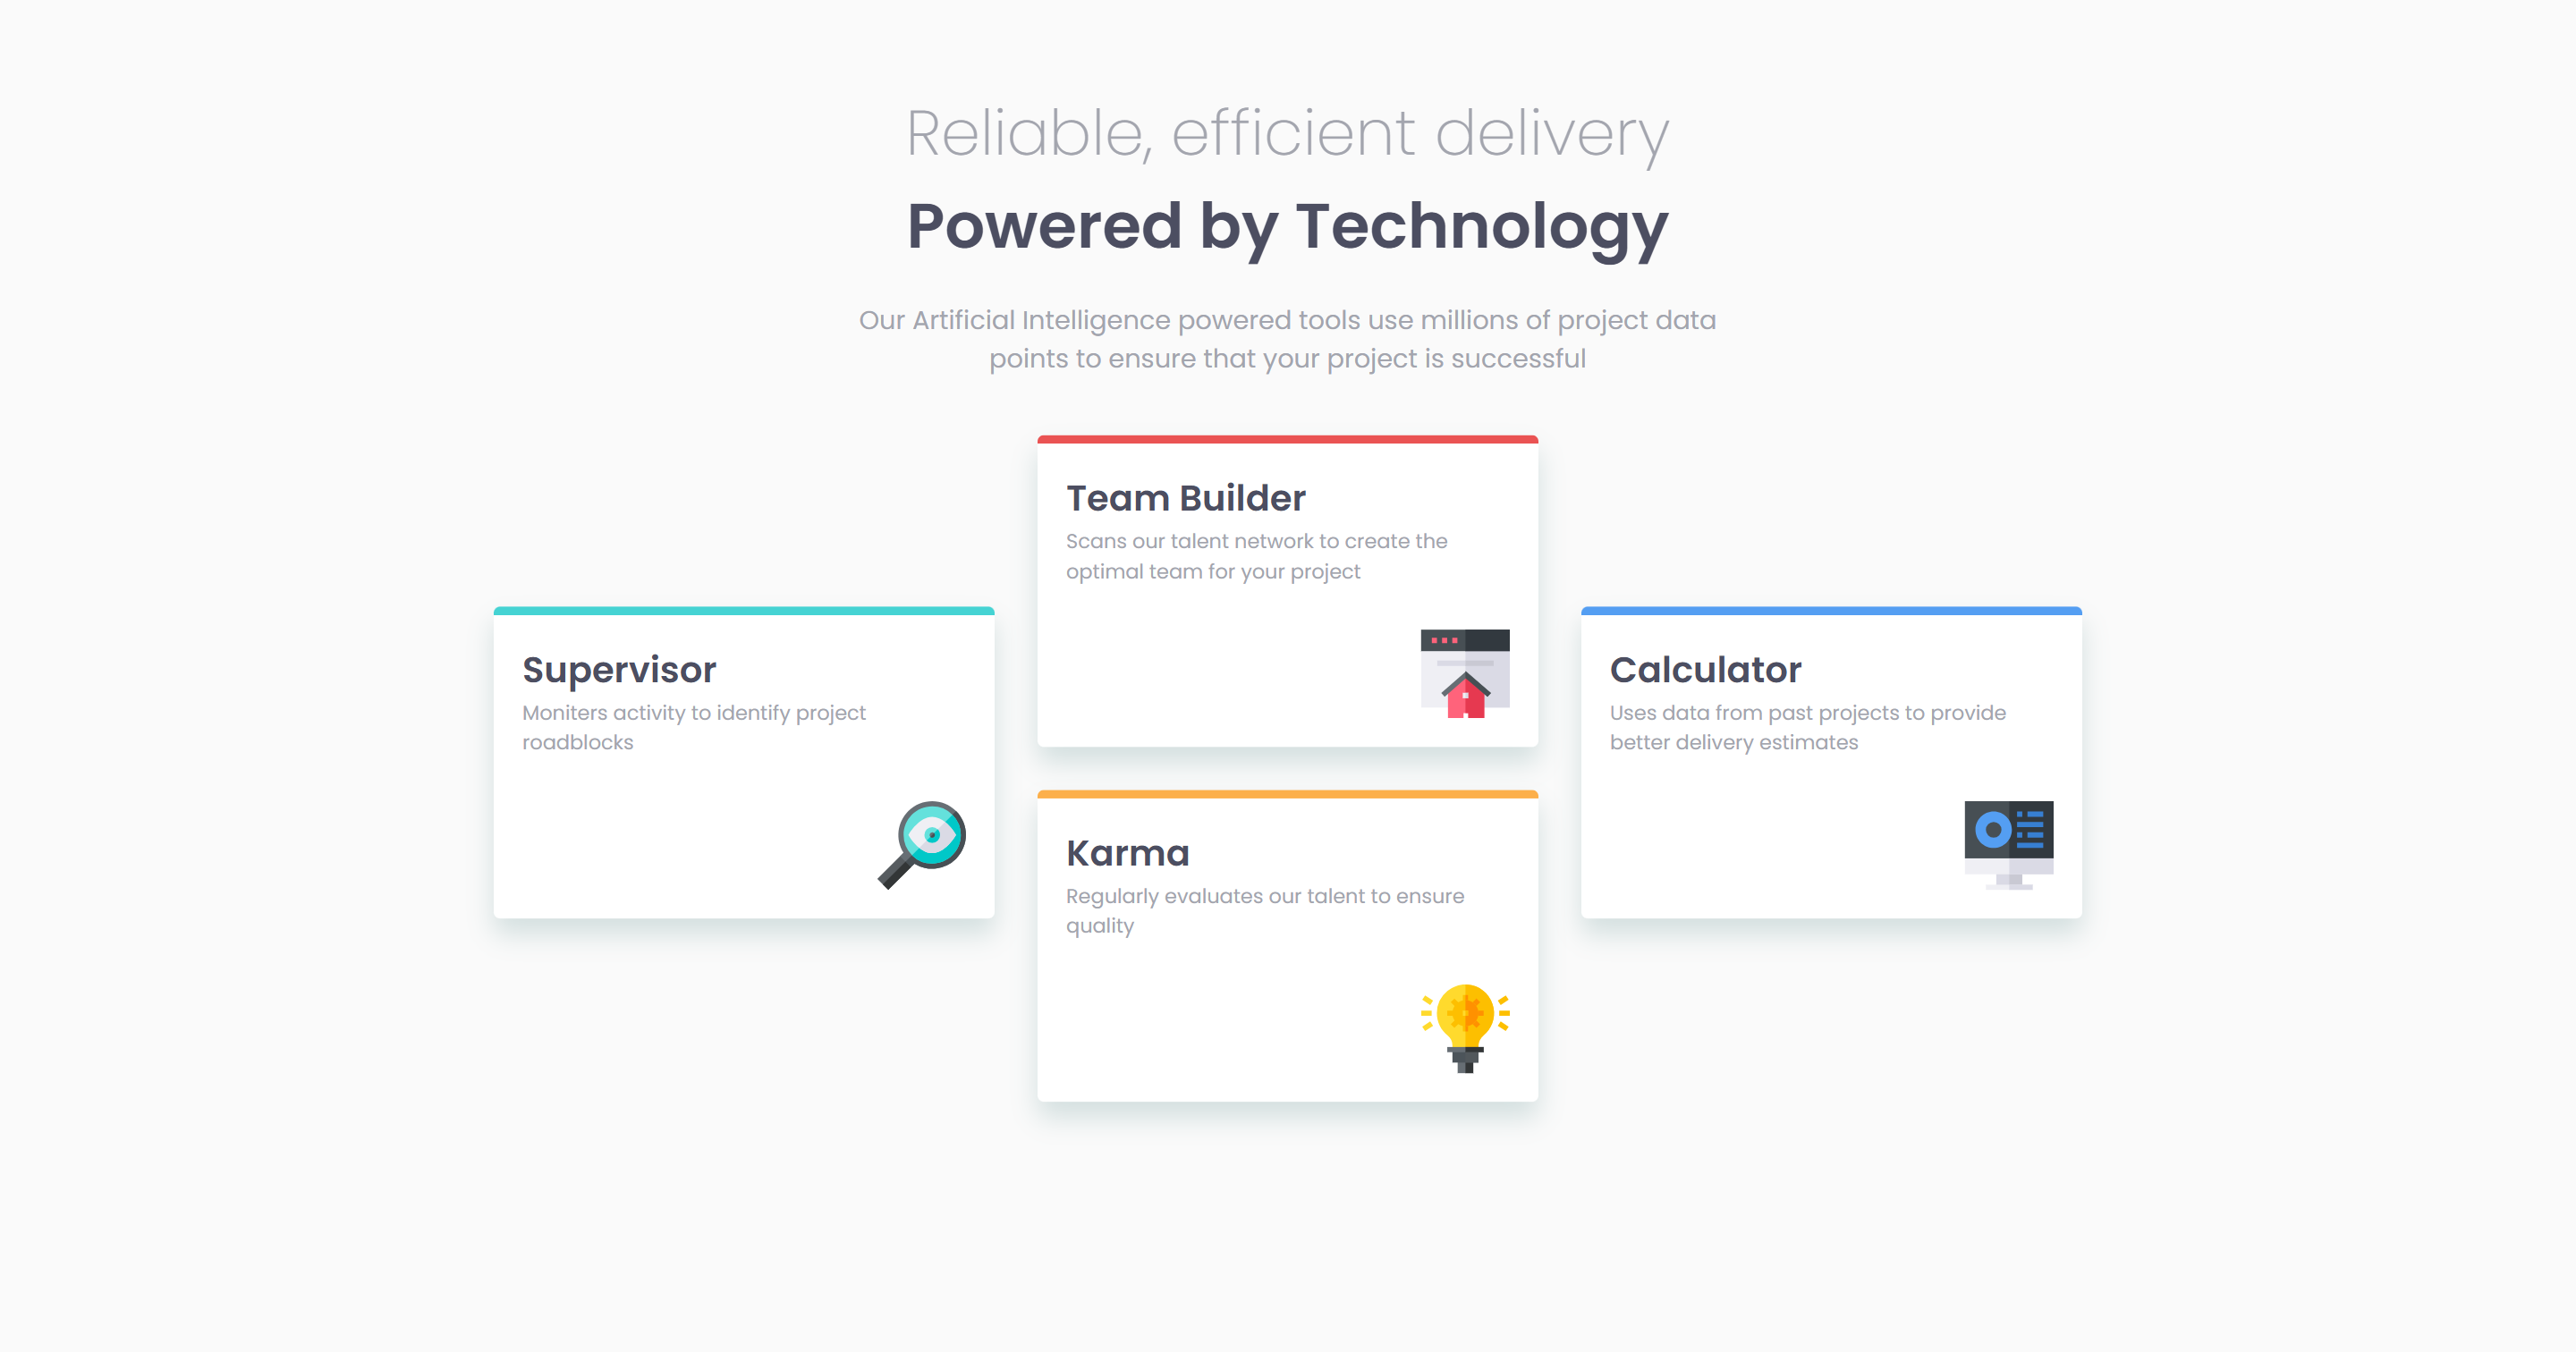 Reliable, efficient delivery
Powered by Technology
Our Artificial Intelligence powered tools use millions of project data
points to ensure that your project is successful
Supervisor
Moniters activity to identify project
roadblocks
Team Builder
Scans our talent network to create the
optimal team for your project
Karma
Regularly evaluates our talent to ensure
quality
Calculator
Uses data from past projects to provide
better delivery estimates